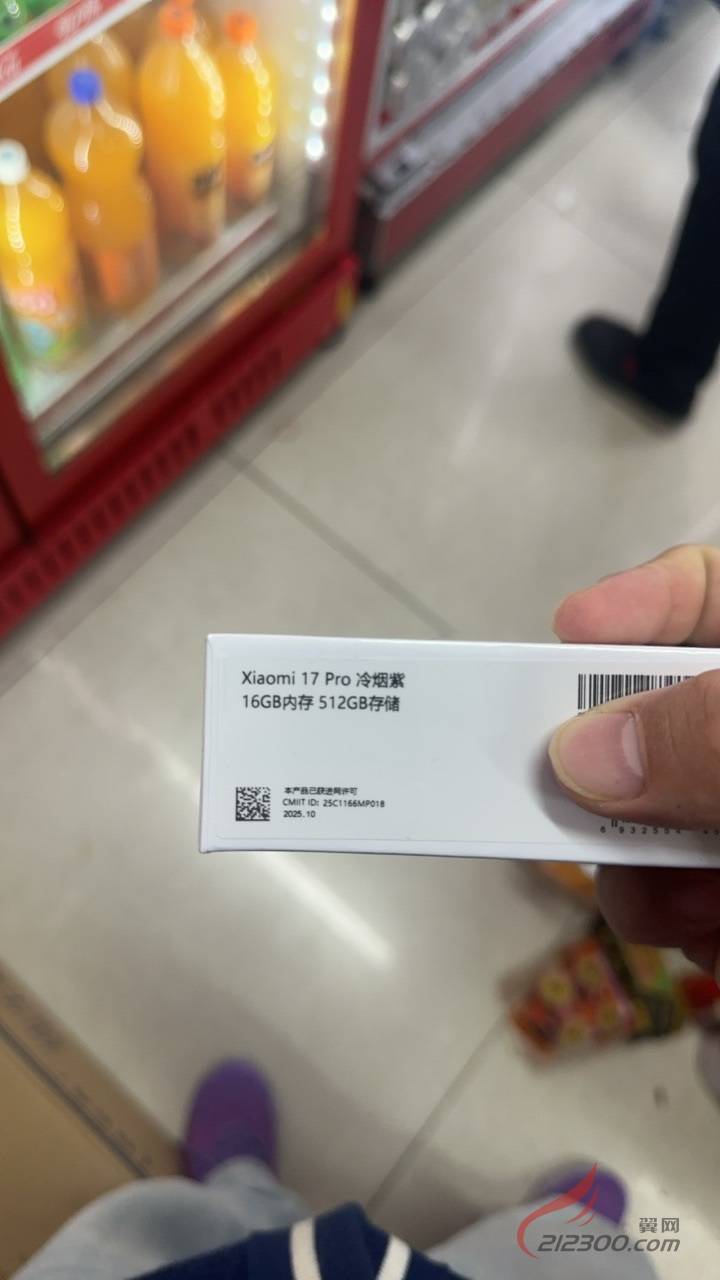 Xiaomi 17 Pro 冷烟紫
16GB内存 512GB存储
本产品已获进网许可
CMIIT ID: 25C1166MP018
2025.10
翼网
212300.com